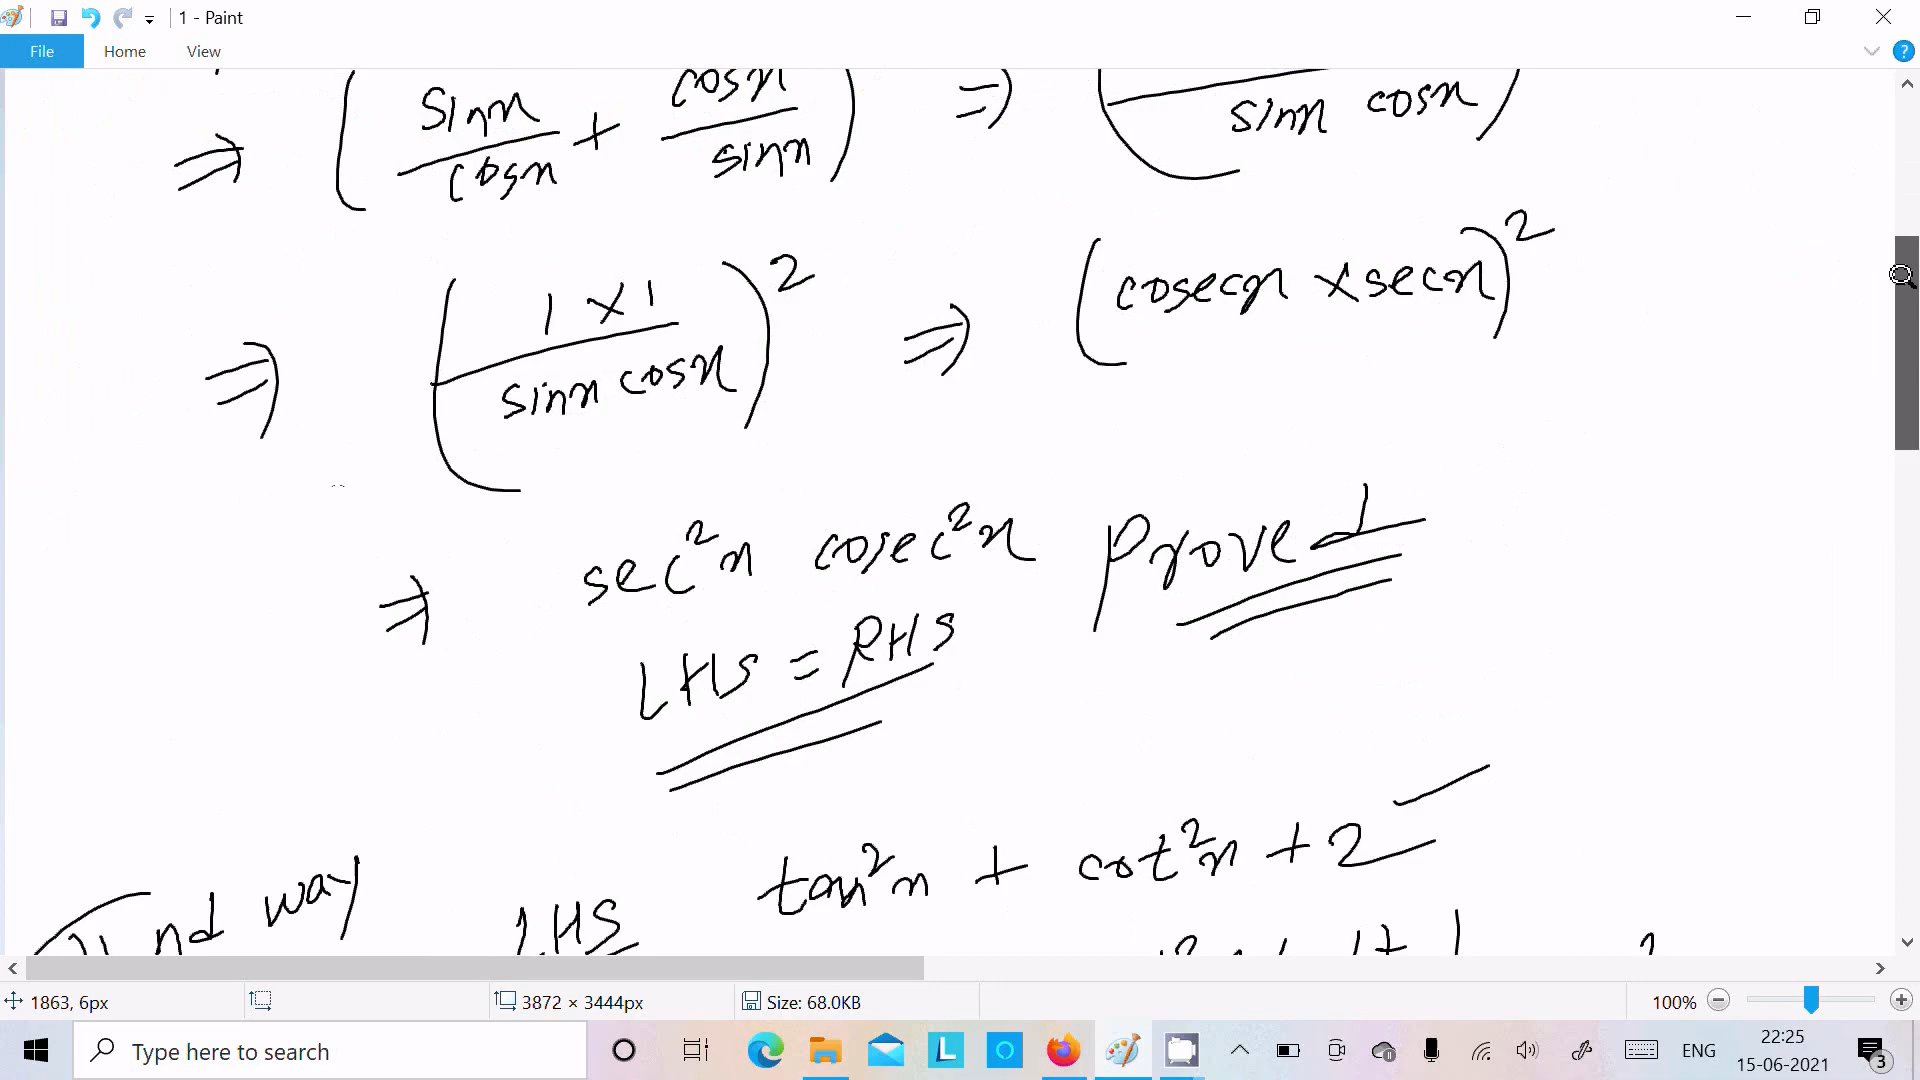 1 - Paint
File Home View
⇒ ( sinx/cosx + cosx/sinx ) ⇒ ( / sinx cosx )
⇒ ( 1 × 1 / sinx cosx )² ⇒ ( cosecx × secx )²
⇒ sec²x cosec²x Proved
LHS = RHS
IInd way LHS tan²x + cot²x + 2
1863, 6px 3872 × 3444px Size: 68.0KB 100%
Type here to search
L
ENG
22:25
15-06-2021
3